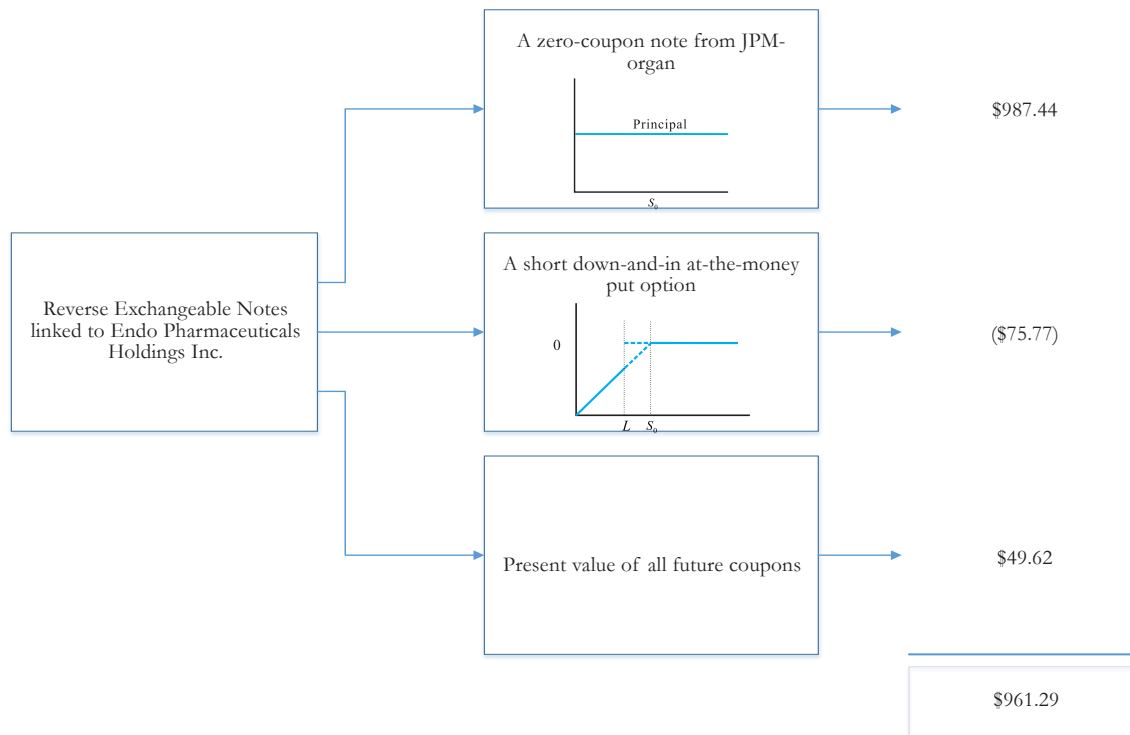 A zero-coupon note from JPM-
organ
Principal
S₀
$987.44
Reverse Exchangeable Notes
linked to Endo Pharmaceuticals
Holdings Inc.
A short down-and-in at-the-money
put option
0
L S₀
($75.77)
Present value of all future coupons
$49.62
$961.29